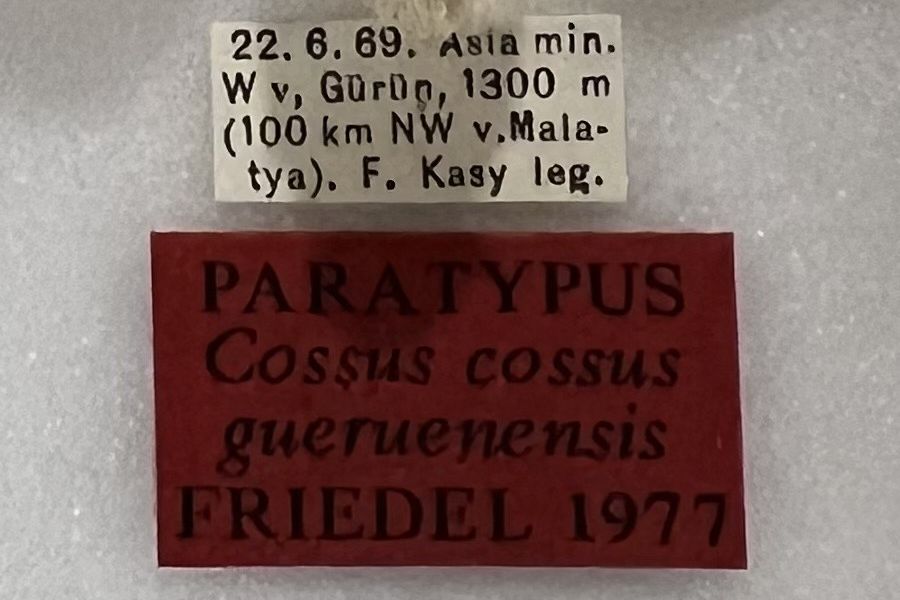 22. 6. 69. Asia min.
W v, Gürün, 1300 m
(100 km NW v. Mala-
tya). F. Kasy leg.
PARATYPUS
Cossus cossus
gueruenensis
FRIEDEL 1977